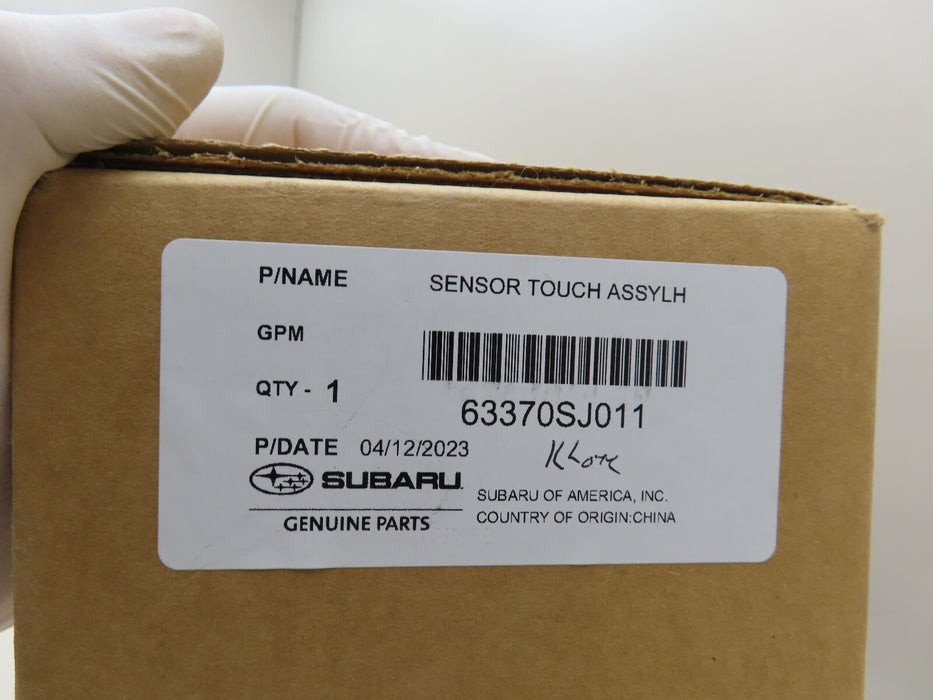 P/NAME SENSOR TOUCH ASSYLH
GPM
QTY - 1
63370SJ011
P/DATE 04/12/2023
SUBARU
GENUINE PARTS
SUBARU OF AMERICA, INC.
COUNTRY OF ORIGIN:CHINA